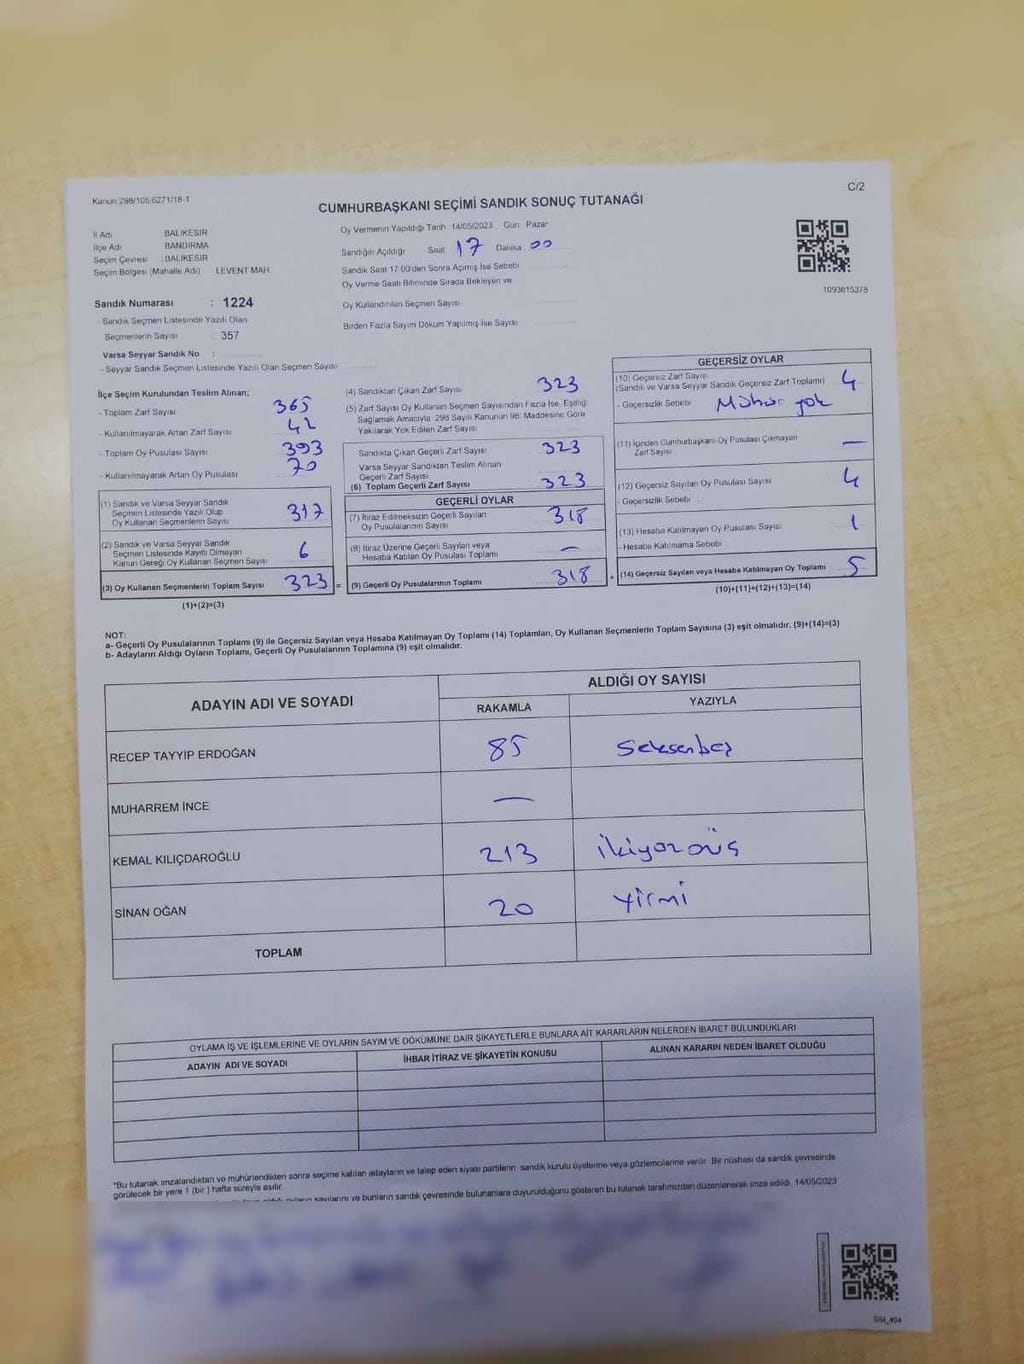 Kanun 298/105 6271/18-1
C/2
CUMHURBAŞKANI SEÇİMİ SANDIK SONUÇ TUTANAĞI
İl Adı BALIKESİR
İlçe Adı BANDIRMA
Seçim Çevresi : BALIKESİR
Seçim Bölgesi (Mahalle Adı) LEVENT MAH.
Sandık Numarası : 1224
- Sandık Seçmen Listesinde Yazılı Olan
Seçmenlerin Sayısı 357
Varsa Seyyar Sandık No :
- Seyyar Sandık Seçmen Listesinde Yazılı Olan Seçmen Sayısı
Oy Vermenin Yapıldığı Tarih 14/05/2023 Gün Pazar
Sandığın Açıldığı Saat 17 Dakika 00
Sandık Saat 17:00'den Sonra Açılmış İse Sebebi
Oy Verme Saati Bitiminde Sırada Bekleyen ve
Oy Kullandırılan Seçmen Sayısı
Birden Fazla Sayım Döküm Yapılmış İse Sayısı
1093615378
İlçe Seçim Kurulundan Teslim Alınan;
- Toplam Zarf Sayısı 365
- Kullanılmayarak Artan Zarf Sayısı 42
- Toplam Oy Pusulası Sayısı 393
- Kullanılmayarak Artan Oy Pusulası 70
(1) Sandık ve Varsa Seyyar Sandık
Seçmen Listesinde Yazılı Olup
Oy Kullanan Seçmenlerin Sayısı 317
(2) Sandık ve Varsa Seyyar Sandık
Seçmen Listesinde Kayıtlı Olmayan
Kanun Gereği Oy Kullanan Seçmen Sayısı 6
(3) Oy Kullanan Seçmenlerin Toplam Sayısı 323 =
(1)+(2)=(3)
(4) Sandıktan Çıkan Zarf Sayısı 323
(5) Zarf Sayısı Oy Kullanan Seçmen Sayısından Fazla İse, Eşitliği
Sağlamak Amacıyla, 298 Sayılı Kanunun 98. Maddesine Göre
Yakılarak Yok Edilen Zarf Sayısı
Sandıkta Çıkan Geçerli Zarf Sayısı 323
Varsa Seyyar Sandıktan Teslim Alınan
Geçerli Zarf Sayısı
(6) Toplam Geçerli Zarf Sayısı 323
GEÇERLİ OYLAR
(7) İtiraz Edilmeksizin Geçerli Sayılan
Oy Pusulalarının Sayısı 318
(8) İtiraz Üzerine Geçerli Sayılan veya
Hesaba Katılan Oy Pusulası Toplamı —
(9) Geçerli Oy Pusulalarının Toplamı 318 +
GEÇERSİZ OYLAR
(10) Geçersiz Zarf Sayısı
(Sandık ve Varsa Seyyar Sandık Geçersiz Zarf Toplamı) 4
- Geçersizlik Sebebi Mühür yok
(11) İçinden Cumhurbaşkanı Oy Pusulası Çıkmayan
Zarf Sayısı —
(12) Geçersiz Sayılan Oy Pusulası Sayısı 4
- Geçersizlik Sebebi :
(13) Hesaba Katılmayan Oy Pusulası Sayısı 1
- Hesaba Katılmama Sebebi
(14) Geçersiz Sayılan veya Hesaba Katılmayan Oy Toplamı 5
(10)+(11)+(12)+(13)=(14)
NOT:
a- Geçerli Oy Pusulalarının Toplamı (9) ile Geçersiz Sayılan veya Hesaba Katılmayan Oy Toplamı (14) Toplamları, Oy Kullanan Seçmenlerin Toplam Sayısına (3) eşit olmalıdır. (9)+(14)=(3)
b- Adayların Aldığı Oyların Toplamı, Geçerli Oy Pusulalarının Toplamına (9) eşit olmalıdır.
ADAYIN ADI VE SOYADI ALDIĞI OY SAYISI
RAKAMLA YAZIYLA
RECEP TAYYİP ERDOĞAN 85 Seksenbeş
MUHARREM İNCE —
KEMAL KILIÇDAROĞLU 213 ikiyüzonüç
SİNAN OĞAN 20 Yirmi
TOPLAM
OYLAMA İŞ VE İŞLEMLERİNE VE OYLARIN SAYIM VE DÖKÜMÜNE DAİR ŞİKAYETLERLE BUNLARA AİT KARARLARIN NELERDEN İBARET BULUNDUKLARI
ADAYIN ADI VE SOYADI İHBAR İTİRAZ VE ŞİKAYETİN KONUSU ALINAN KARARIN NEDEN İBARET OLDUĞU
*Bu tutanak imzalandıktan ve mühürlendikten sonra seçime katılan adayların ve talep eden siyasi partilerin sandık kurulu üyelerine veya gözlemcilerine verilir. Bir nüshası da sandık çevresinde
görülecek bir yere 1 (bir) hafta süreyle asılır.
oyların sayılarını ve bunların sandık çevresinde bulunanlara duyurulduğunu gösteren bu tutanak tarafımızdan düzenlenerek imza edildi. 14/05/2023